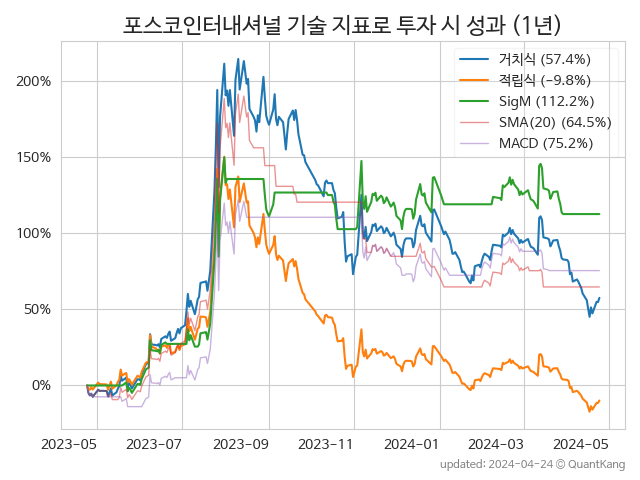 포스코인터내셔널 기술 지표로 투자 시 성과 (1년)
거치식 (57.4%)
적립식 (−9.8%)
SigM (112.2%)
SMA(20) (64.5%)
MACD (75.2%)
200%
150%
100%
50%
0%
2023−05 2023−07 2023−09 2023−11 2024−01 2024−03 2024−05
updated: 2024−04−24 © QuantKang